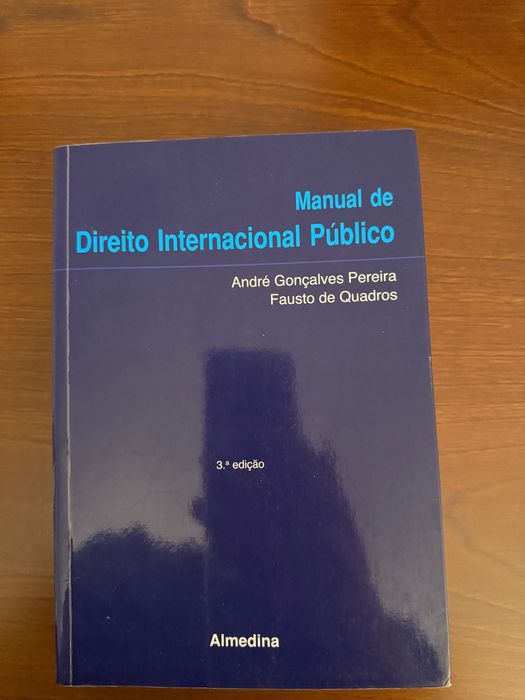 Manual de
Direito Internacional Público
André Gonçalves Pereira
Fausto de Quadros
3.ª edição
Almedina